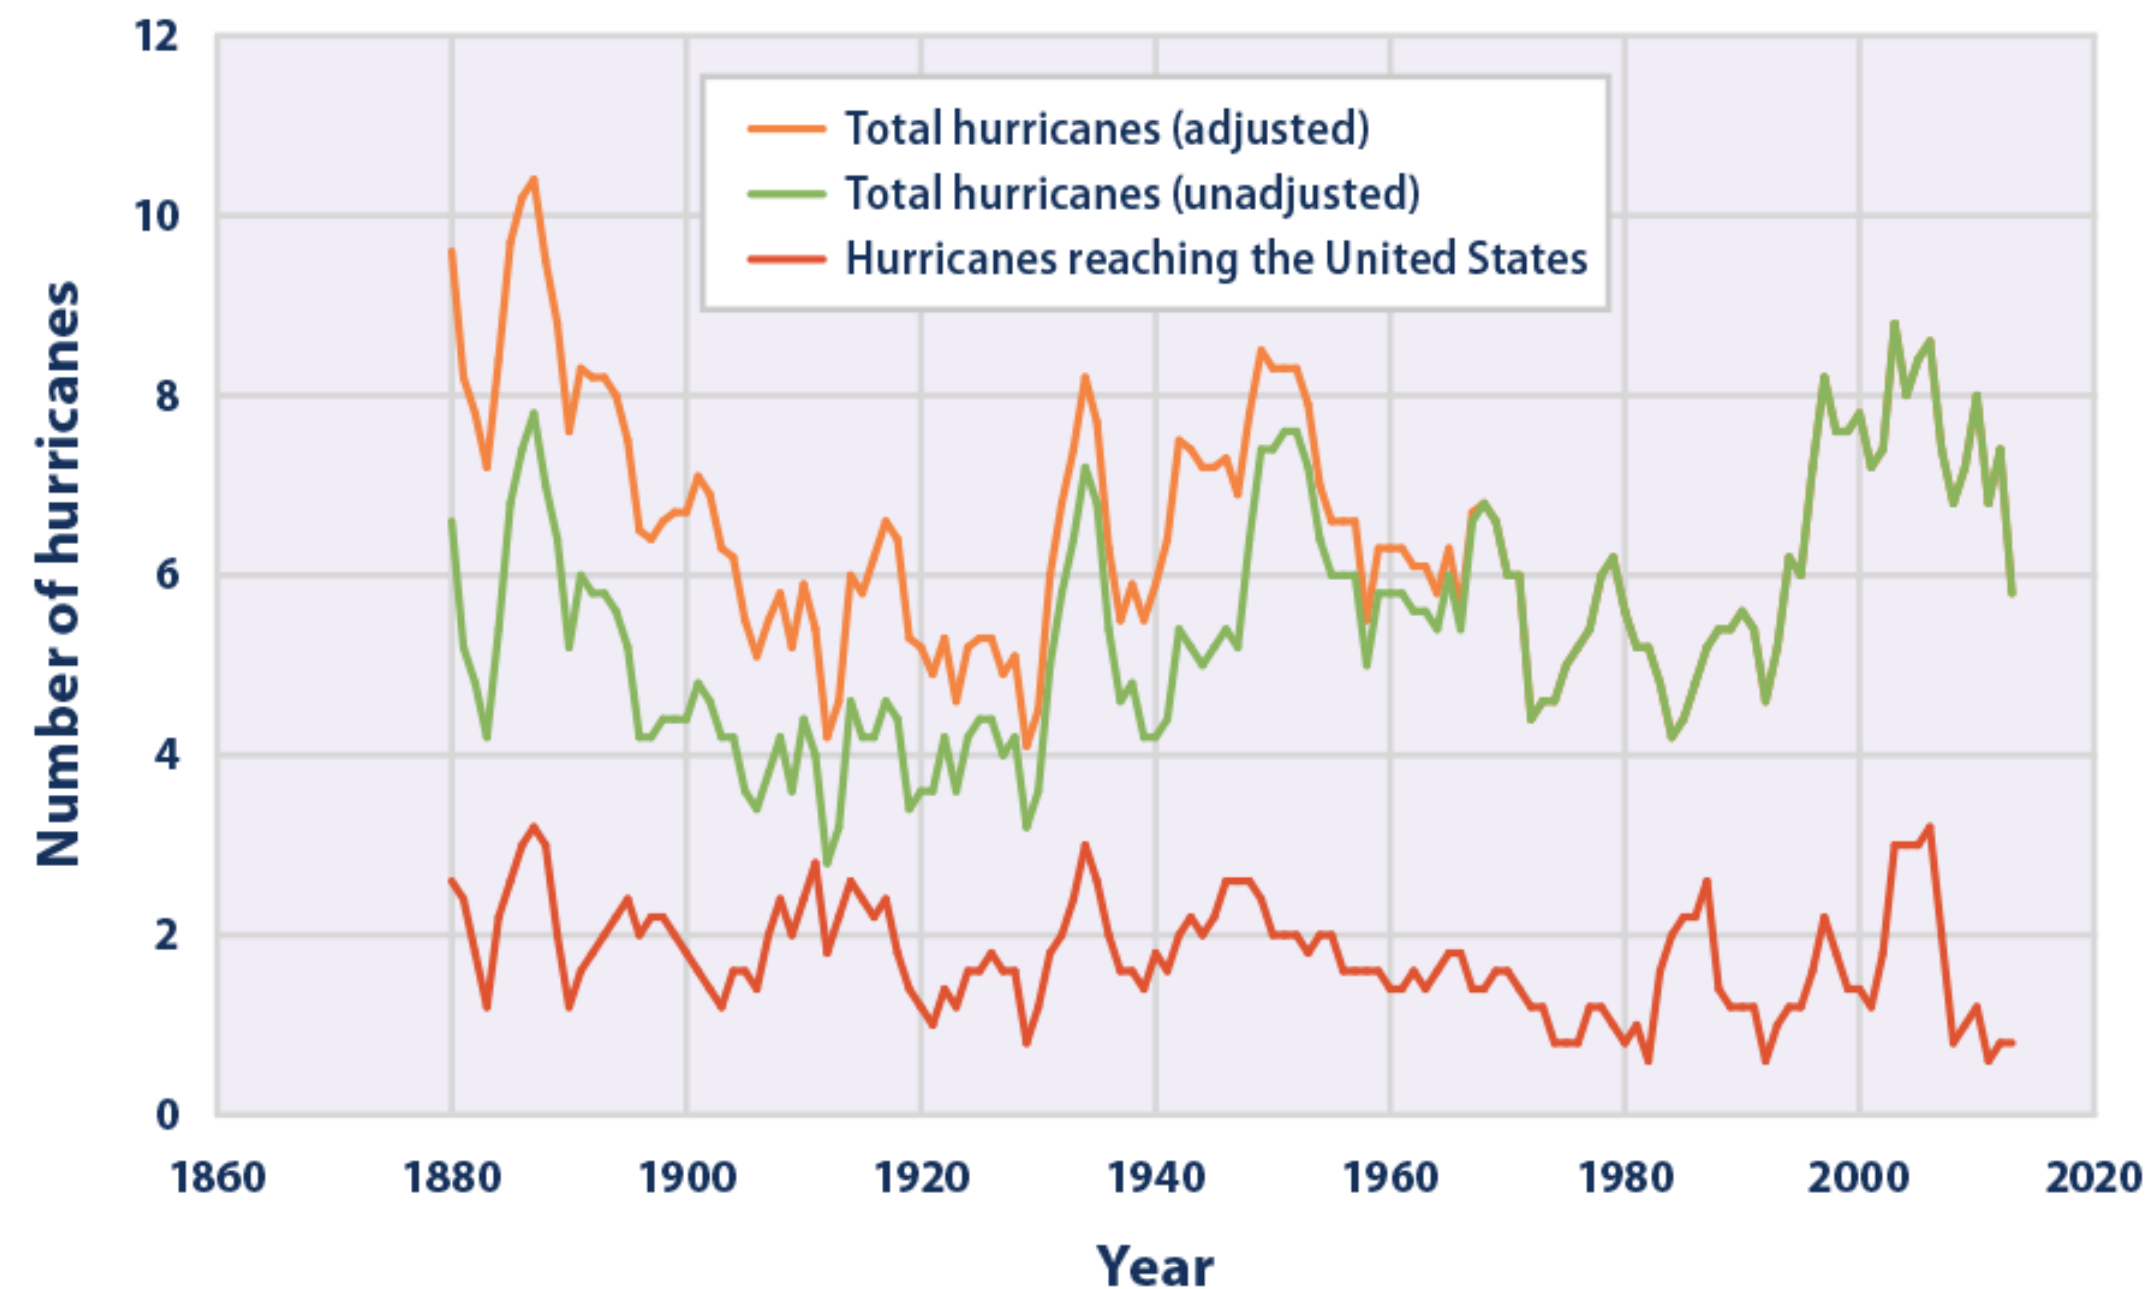 12
Total hurricanes (adjusted)
Total hurricanes (unadjusted)
Hurricanes reaching the United States
10
8
6
4
2
0
Number of hurricanes
1860 1880 1900 1920 1940 1960 1980 2000 2020
Year